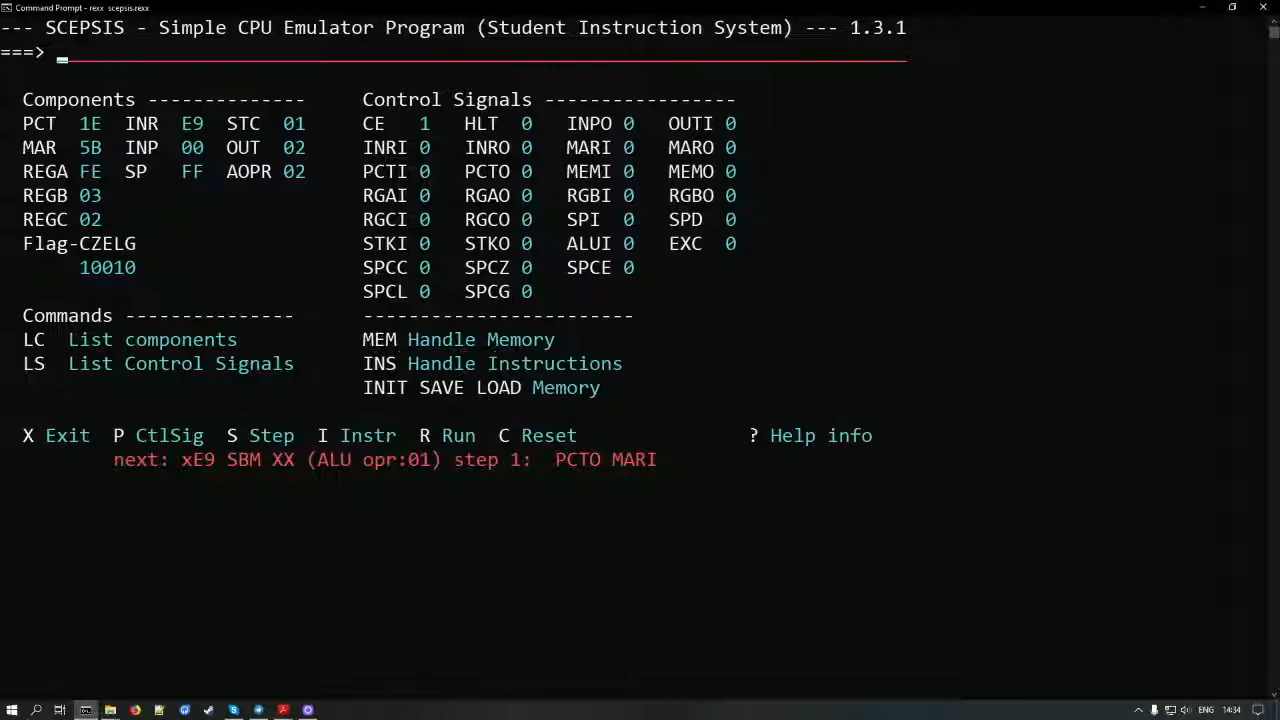 Command Prompt - rexx scepsis.rexx
--- SCEPSIS - Simple CPU Emulator Program (Student Instruction System) --- 1.3.1
===>
Components -------------- Control Signals -----------------
PCT 1E INR E9 STC 01 CE 1 HLT 0 INPO 0 OUTI 0
MAR 5B INP 00 OUT 02 INRI 0 INRO 0 MARI 0 MARO 0
REGA FE SP FF AOPR 02 PCTI 0 PCTO 0 MEMI 0 MEMO 0
REGB 03 RGAI 0 RGAO 0 RGBI 0 RGBO 0
REGC 02 RGCI 0 RGCO 0 SPI 0 SPD 0
Flag-CZELG STKI 0 STKO 0 ALUI 0 EXC 0
10010 SPCC 0 SPCZ 0 SPCE 0
SPCL 0 SPCG 0
Commands --------------- ------------------------
LC List components MEM Handle Memory
LS List Control Signals INS Handle Instructions
INIT SAVE LOAD Memory
X Exit P CtlSig S Step I Instr R Run C Reset ? Help info
next: xE9 SBM XX (ALU opr:01) step 1: PCTO MARI
ENG 14:34